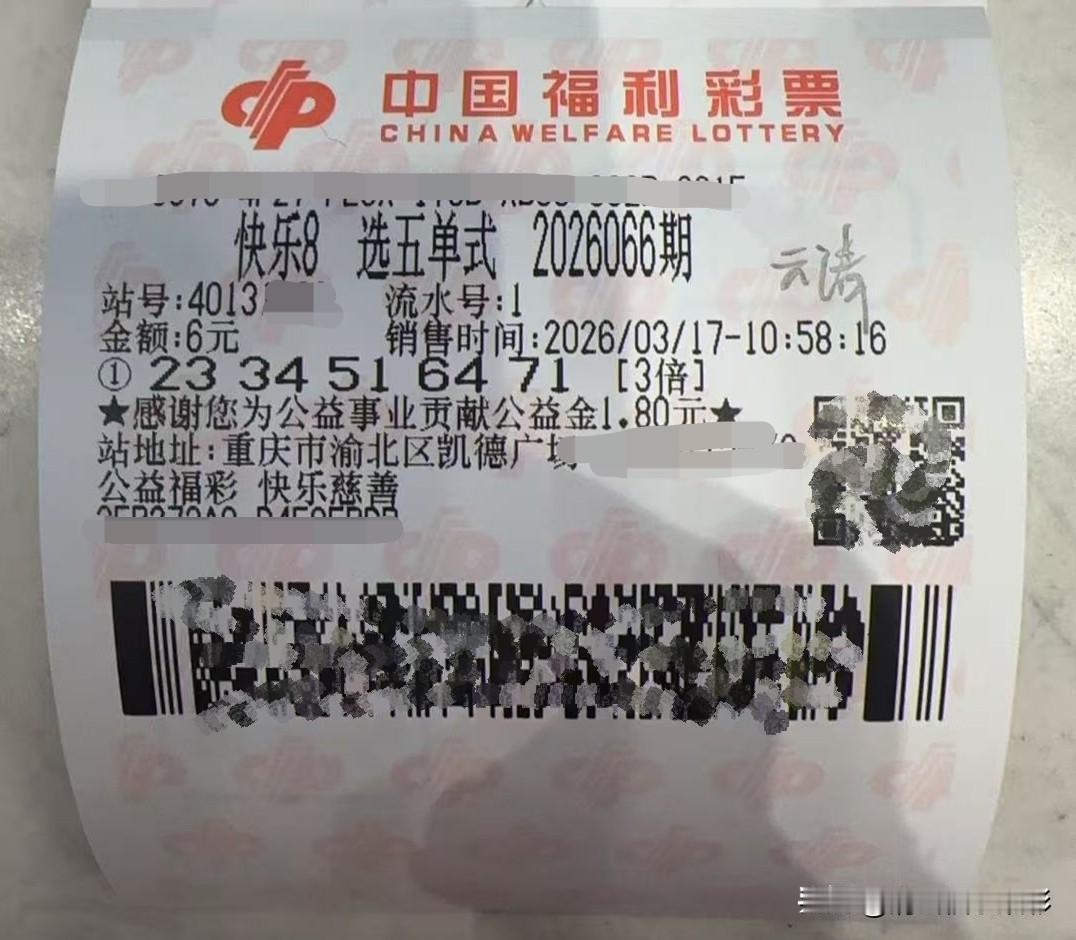 中国福利彩票
CHINA WELFARE LOTTERY
快乐8 选五单式 2026066期
云涛
站号:4013 流水号:1
金额:6元 销售时间:2026/03/17-10:58:16
① 23 34 51 64 71 [3倍]
★感谢您为公益事业贡献公益金1.80元★
站地址:重庆市渝北区凯德广场
公益福彩 快乐慈善